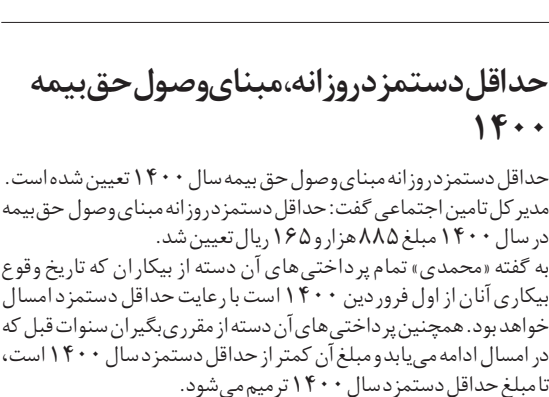 حداقل دستمزد روزانه، مبنای وصول حق بیمه
۱۴۰۰
حداقل دستمزد روزانه مبنای وصول حق بیمه سال ۱۴۰۰ تعیین شده است.
مدیر کل تامین اجتماعی گفت: حداقل دستمزد روزانه مبنای وصول حق بیمه
در سال ۱۴۰۰ مبلغ ۸۸۵ هزار و ۱۶۵ ریال تعیین شد.
به گفته «محمدی» تمام پرداختی های آن دسته از بیکاران که تاریخ وقوع
بیکاری آنان از اول فروردین ۱۴۰۰ است با رعایت حداقل دستمزد امسال
خواهد بود. همچنین پرداختی های آن دسته از مقرری بگیران سنوات قبل که
در امسال ادامه می‌یابد و مبلغ آن کمتر از حداقل دستمزد سال ۱۴۰۰ است،
تا مبلغ حداقل دستمزد سال ۱۴۰۰ ترمیم می‌شود.